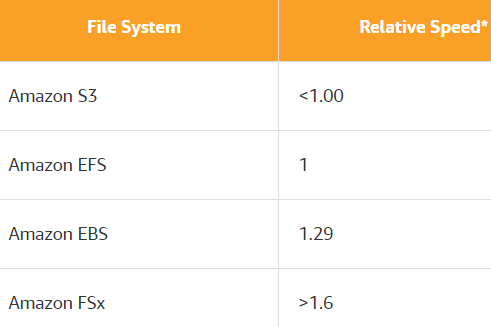 File System Relative Speed*
Amazon S3 <1.00
Amazon EFS 1
Amazon EBS 1.29
Amazon FSx >1.6